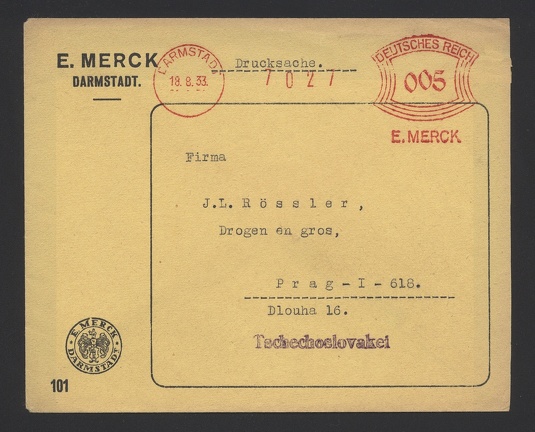 E. MERCK
DARMSTADT.
DARMSTADT
18.8.33.
Drucksache.
7027
DEUTSCHES REICH
005
E. MERCK
Firma
J.L. Rössler,
Drogen en gros,
Prag-I-618.
Dlouha 16.
Tschechoslovakei
E. MERCK
DARMSTADT
101